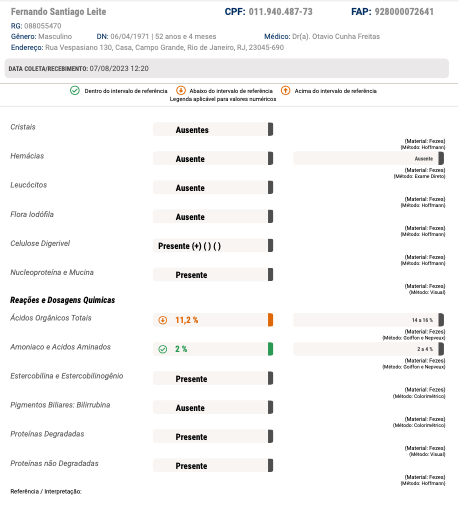 Fernando Santiago Leite CPF: 011.940.487-73 FAP: 928000072641
RG: 088055470
Gênero: Masculino DN: 06/04/1971 | 52 anos e 4 meses Médico: Dr(a). Otavio Cunha Freitas
Endereço: Rua Vespasiano 130, Casa, Campo Grande, Rio de Janeiro, RJ, 23045-690
DATA COLETA/RECEBIMENTO: 07/08/2023 12:20
Dentro do intervalo de referência Abaixo do intervalo de referência Acima do intervalo de referência
Legenda aplicável para valores numéricos
Cristais Ausentes
(Material: Fezes)
(Método: Hoffmann)
Hemácias Ausente Ausente
(Material: Fezes)
(Método: Exame Direto)
Leucócitos Ausente
(Material: Fezes)
(Método: Hoffmann)
Flora Iodófila Ausente
(Material: Fezes)
(Método: Hoffmann)
Celulose Digerivel Presente (+) ( ) ( )
(Material: Fezes)
(Método: Hoffmann)
Nucleoproteína e Mucina Presente
(Material: Fezes)
(Método: Visual)
Reações e Dosagens Quimicas
Ácidos Orgânicos Totais 11,2 % 14 a 16 %
(Material: Fezes)
(Método: Goiffon e Nepveux)
Amoniaco e Acidos Aminados 2 % 2 a 4 %
(Material: Fezes)
(Método: Goiffon e Nepveux)
Estercobilina e Estercobilinogênio Presente
(Material: Fezes)
(Método: Colorimétrico)
Pigmentos Biliares: Bilirrubina Ausente
(Material: Fezes)
(Método: Colorimétrico)
Proteínas Degradadas Presente
(Material: Fezes)
(Método: Visual)
Proteínas não Degradadas Presente
(Material: Fezes)
(Método: Hoffmann)
Referência / Interpretação: